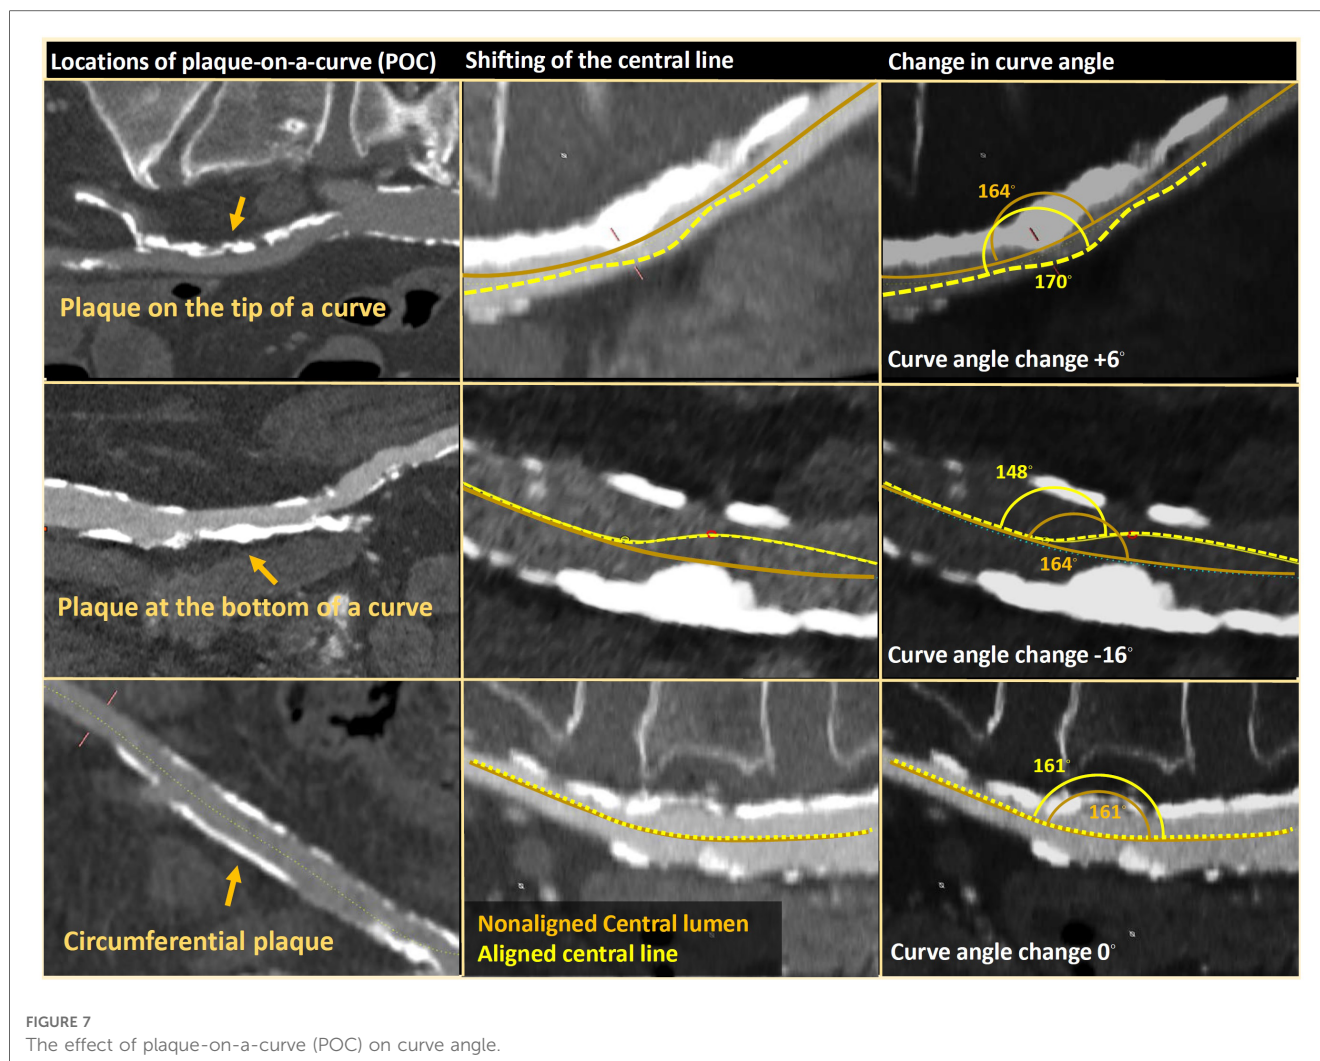 Locations of plaque-on-a-curve (POC)
Shifting of the central line
Change in curve angle
Plaque on the tip of a curve
164°
170°
Curve angle change +6°
Plaque at the bottom of a curve
148°
164°
Curve angle change -16°
Circumferential plaque
Nonaligned Central lumen
Aligned central line
161°
161°
Curve angle change 0°
FIGURE 7
The effect of plaque-on-a-curve (POC) on curve angle.